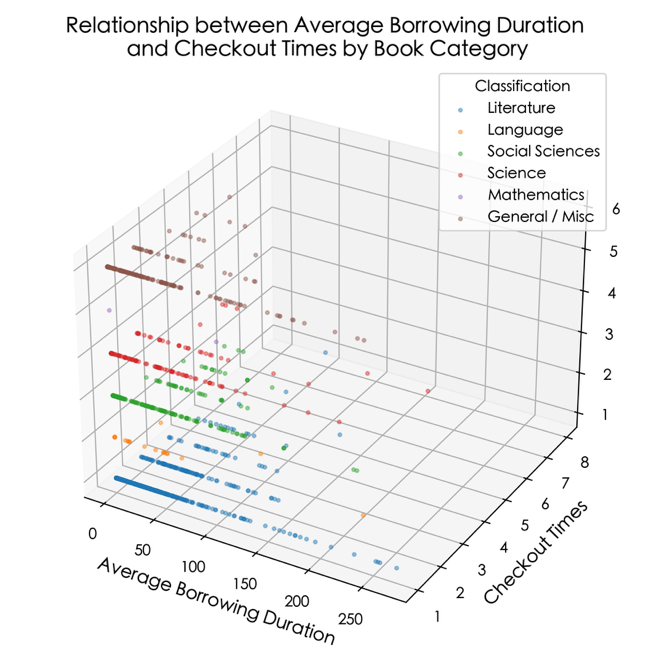 Relationship between Average Borrowing Duration
and Checkout Times by Book Category
Classification
Literature
Language
Social Sciences
Science
Mathematics
General / Misc
6
5
4
3
2
1
8
7
6
5
4
3
2
1
0
50
100
150
200
250
Average Borrowing Duration
Checkout Times